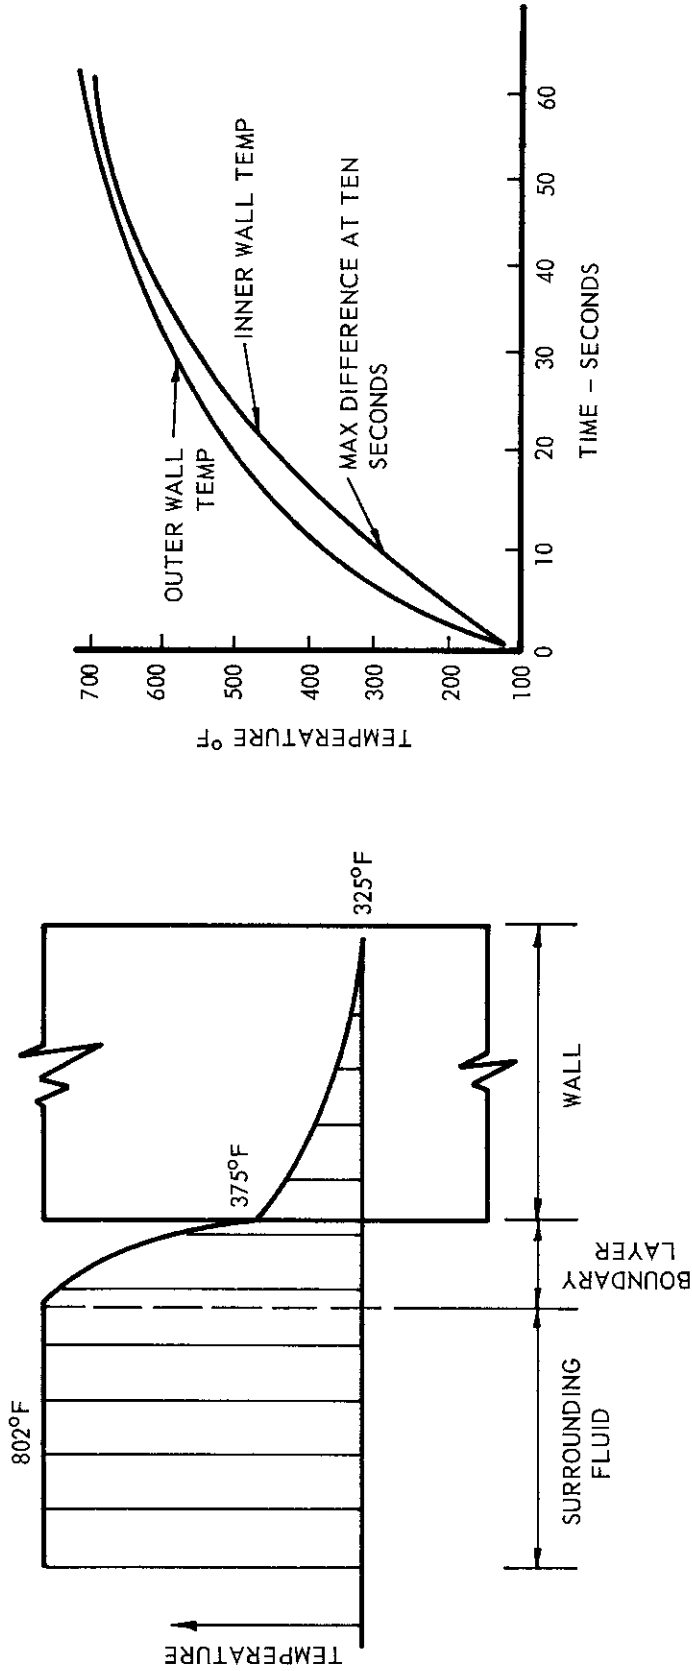 802°F
375°F
325°F
TEMPERATURE
SURROUNDING
FLUID
BOUNDARY
LAYER
WALL
TEMPERATURE °F
700
600
500
400
300
200
100
0
10
20
30
40
50
60
TIME – SECONDS
OUTER WALL
TEMP
INNER WALL TEMP
MAX DIFFERENCE AT TEN
SECONDS